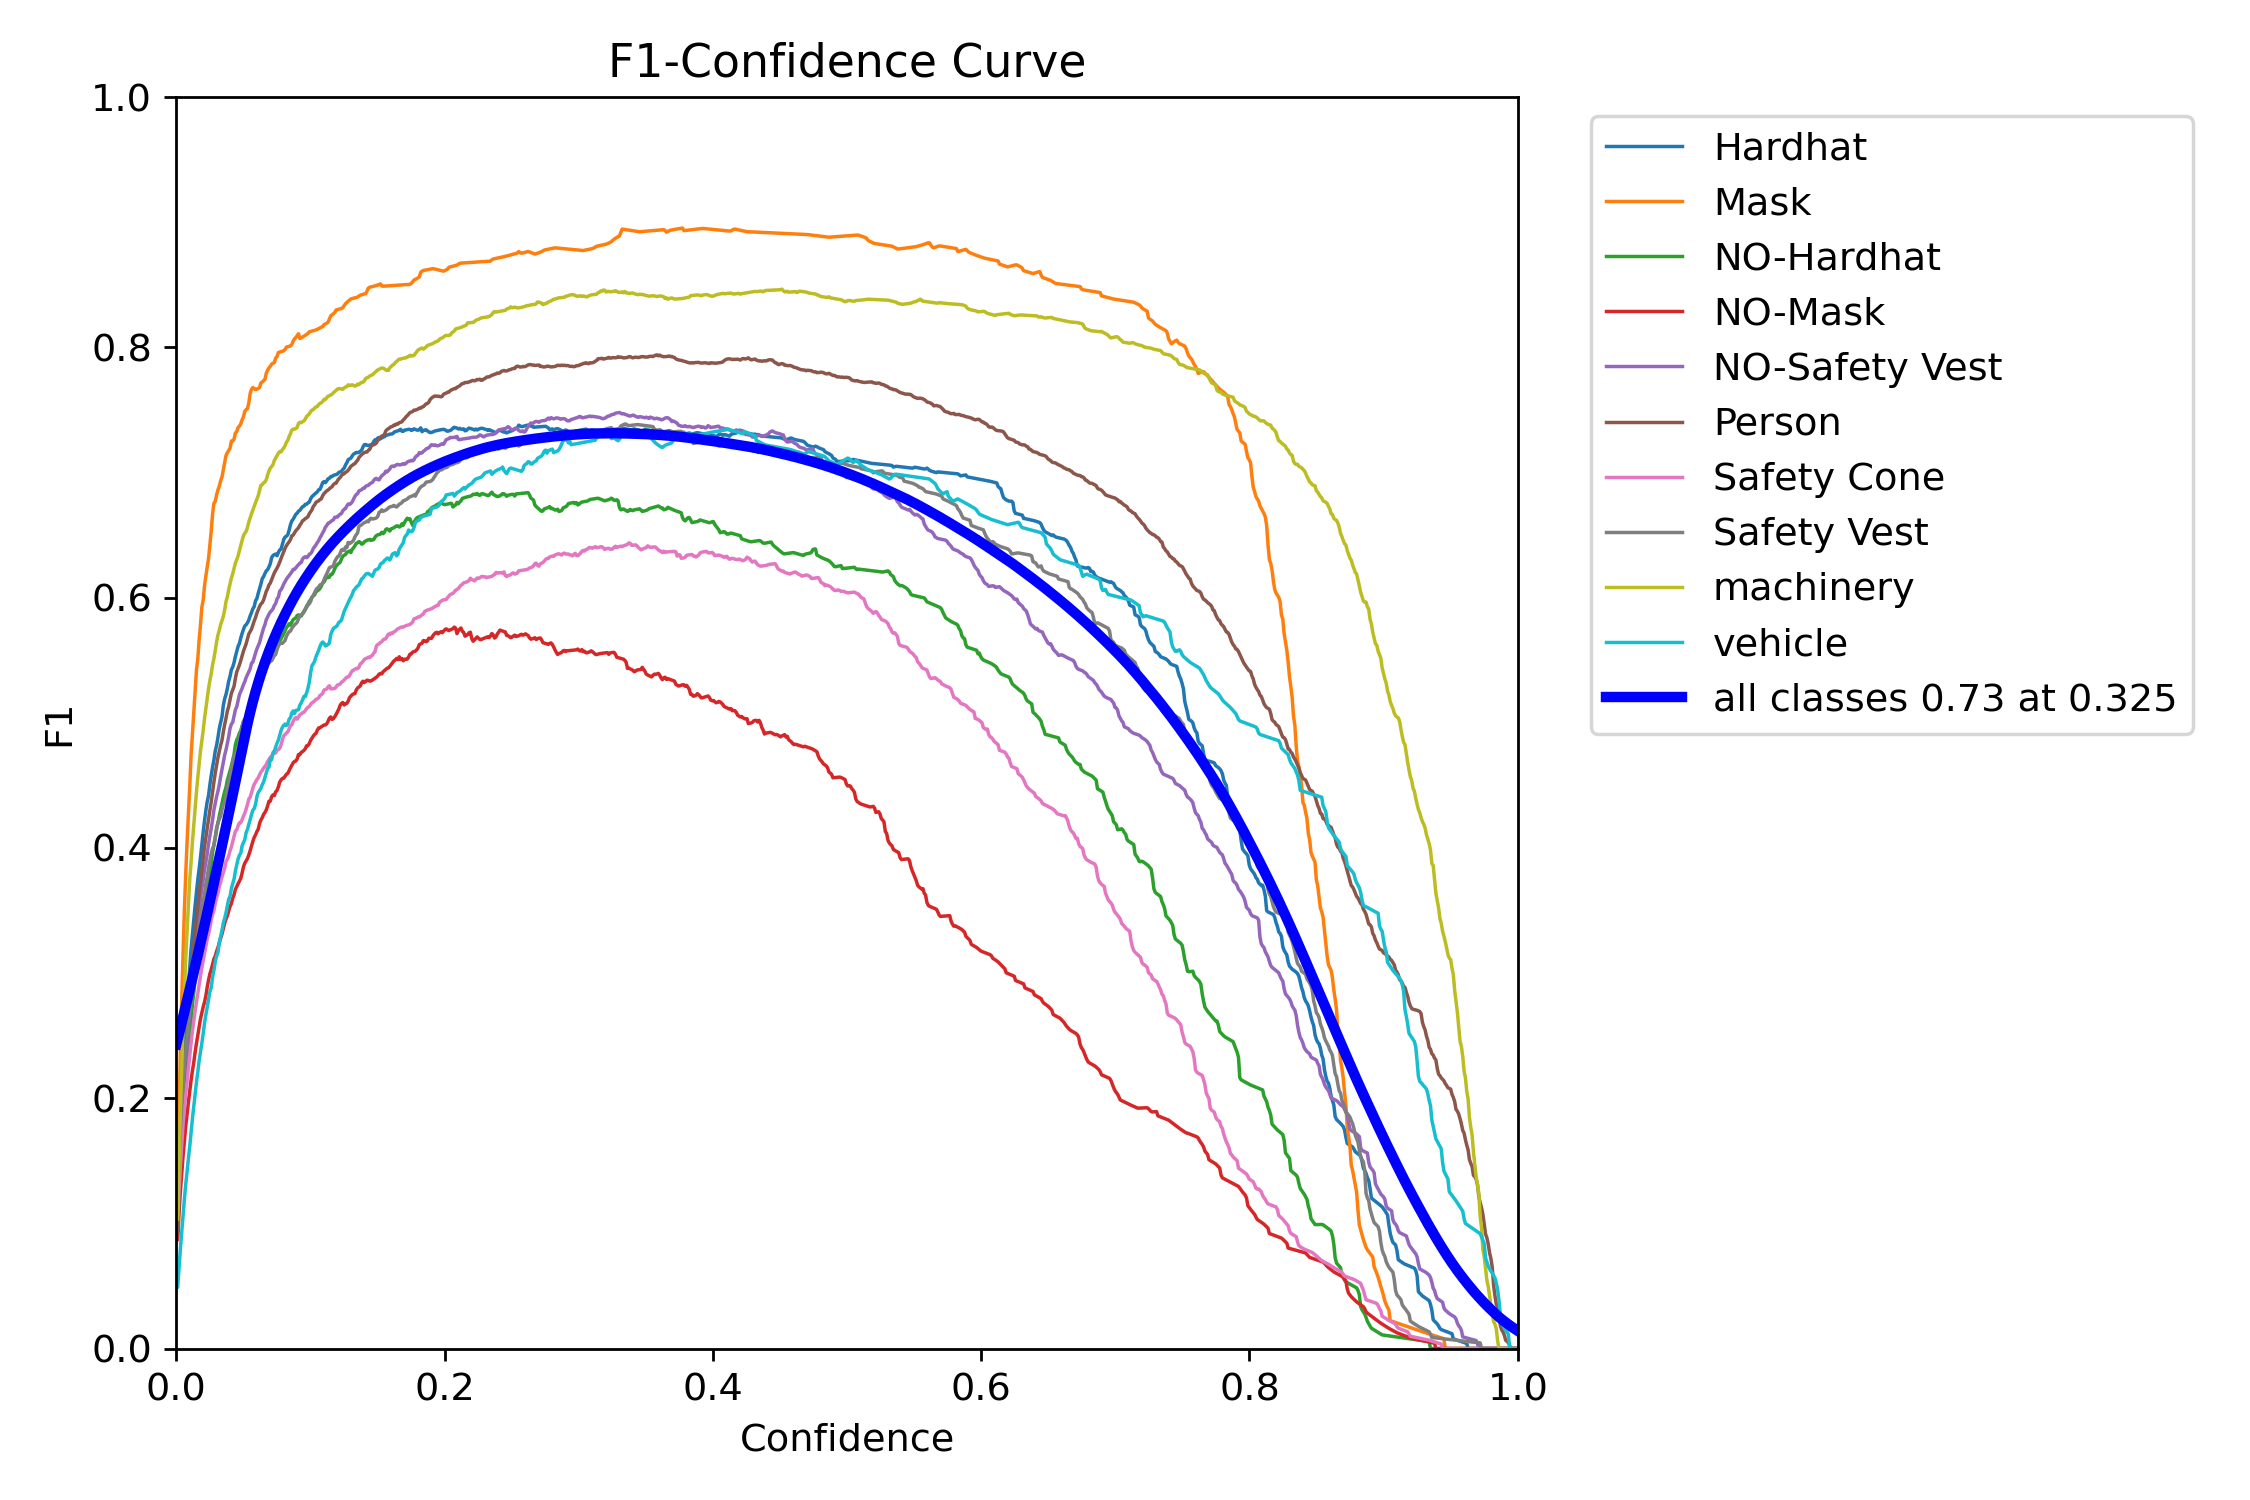 F1-Confidence Curve
1.0
0.8
0.6
0.4
0.2
0.0
F1
0.0 0.2 0.4 0.6 0.8 1.0
Confidence
Hardhat
Mask
NO-Hardhat
NO-Mask
NO-Safety Vest
Person
Safety Cone
Safety Vest
machinery
vehicle
all classes 0.73 at 0.325